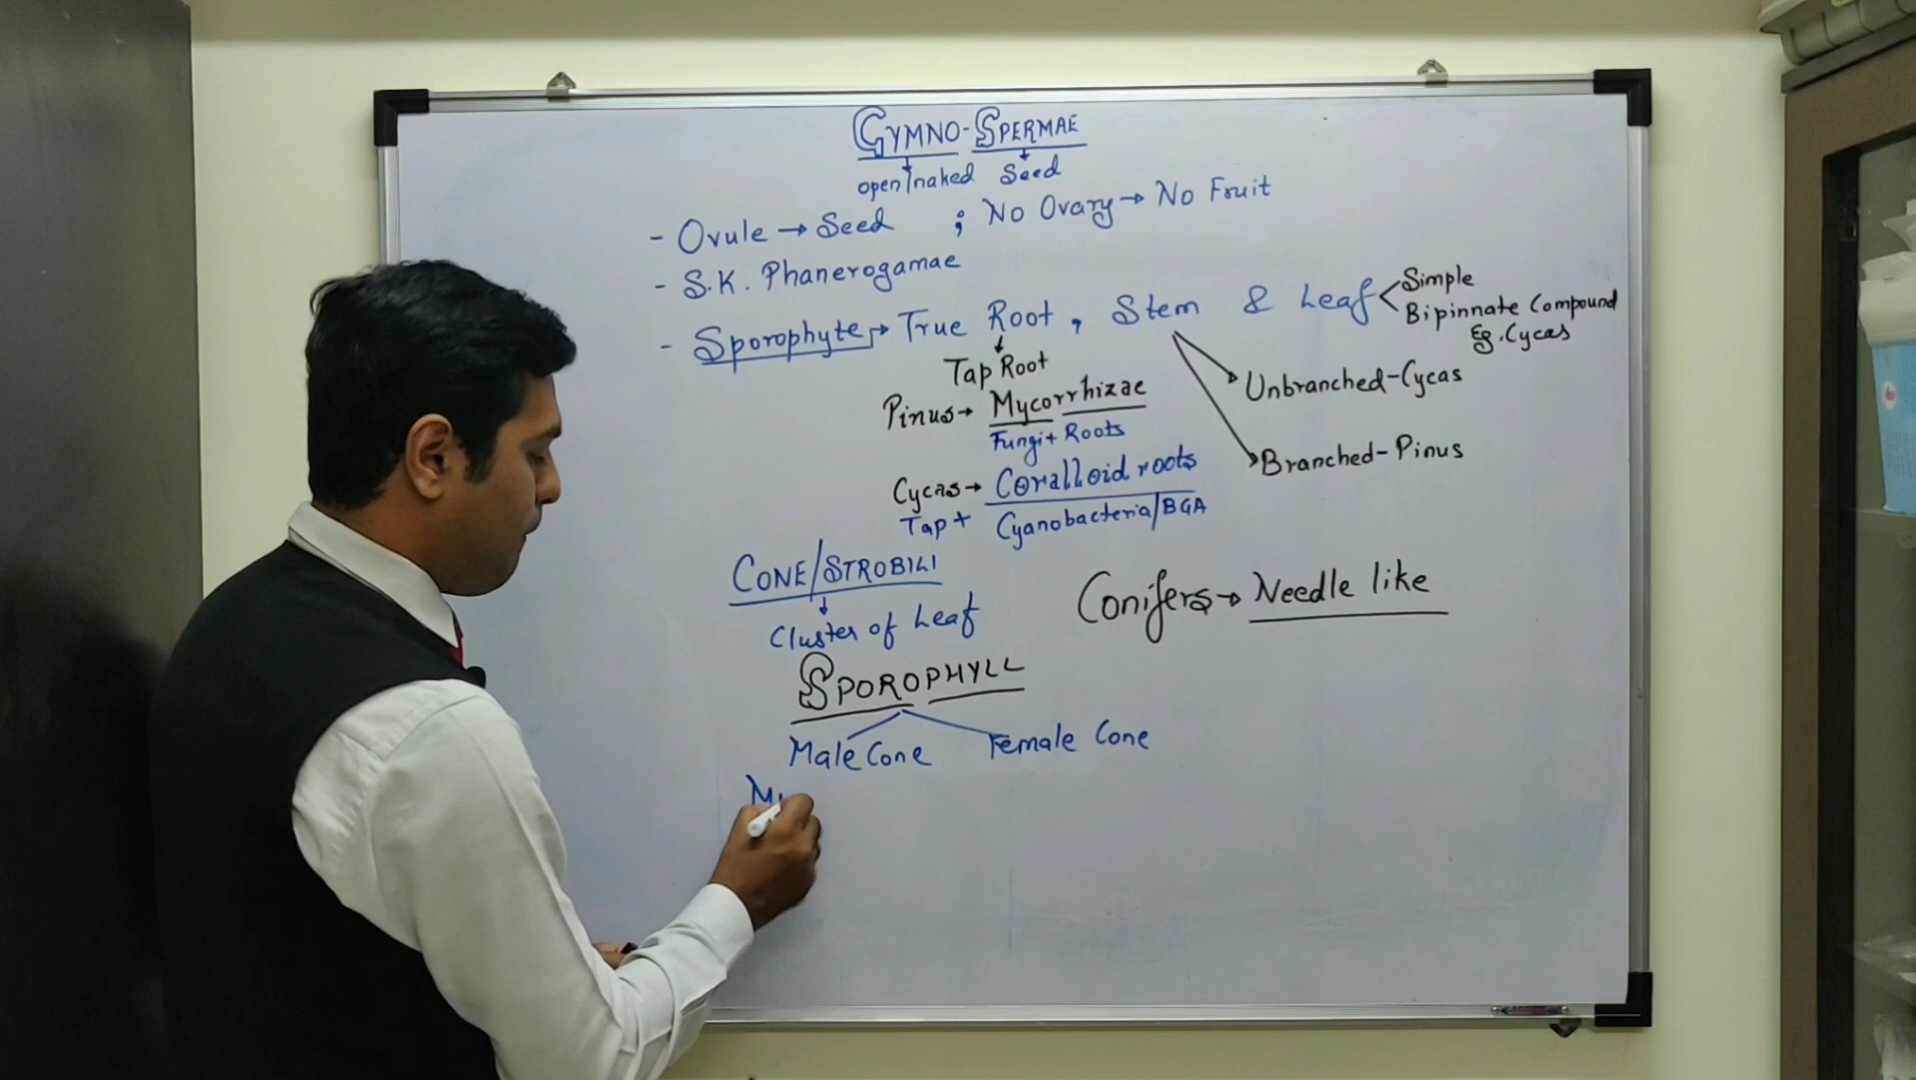 GYMNO-SPERMAE
open/naked Seed
- Ovule → Seed ; No Ovary → No Fruit
- S.K. Phanerogamae
- Sporophyte → True Root, Stem & Leaf
Simple
Bipinnate Compound
Eg. Cycas
Tap Root
Pinus → Mycorrhizae
Fungi + Roots
Unbranched-Cycas
Branched-Pinus
Cycas → Coralloid roots
Tap + Cyanobacteria/BGA
CONE/STROBILI
Cluster of Leaf
Conifers → Needle like
SPOROPHYLL
Male Cone Female Cone